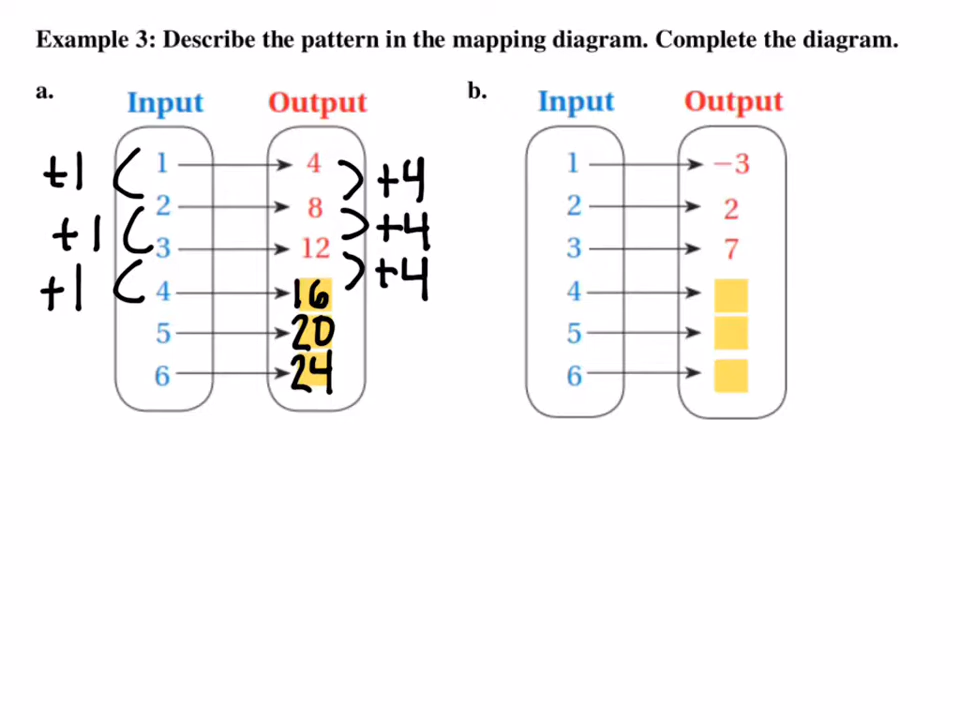 Example 3: Describe the pattern in the mapping diagram. Complete the diagram.
a.
Input Output
+1 ( 1 4 ) +4
2 8
+1 ( 3 12 ) +4
+1 ( 4 16 ) +4
5 20
6 24
b.
Input Output
1 −3
2 2
3 7
4
5
6